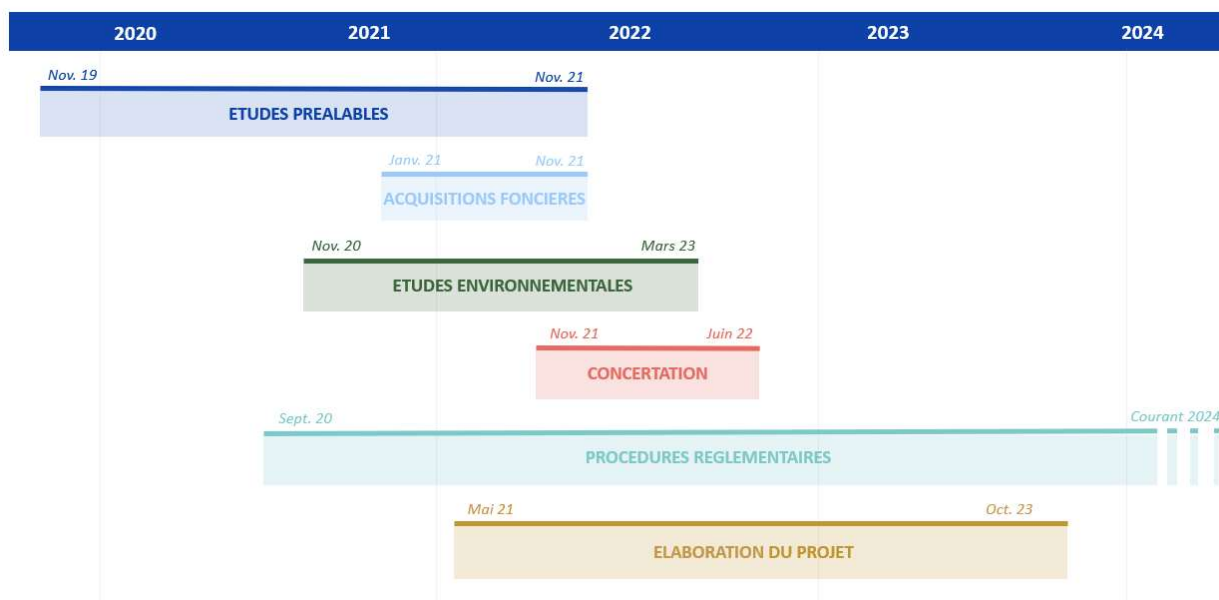 2020 2021 2022 2023 2024
Nov. 19 Nov. 21
ETUDES PREALABLES
Janv. 21 Nov. 21
ACQUISITIONS FONCIERES
Nov. 20 Mars 23
ETUDES ENVIRONNEMENTALES
Nov. 21 Juin 22
CONCERTATION
Sept. 20 Courant 2024
PROCEDURES REGLEMENTAIRES
Mai 21 Oct. 23
ELABORATION DU PROJET